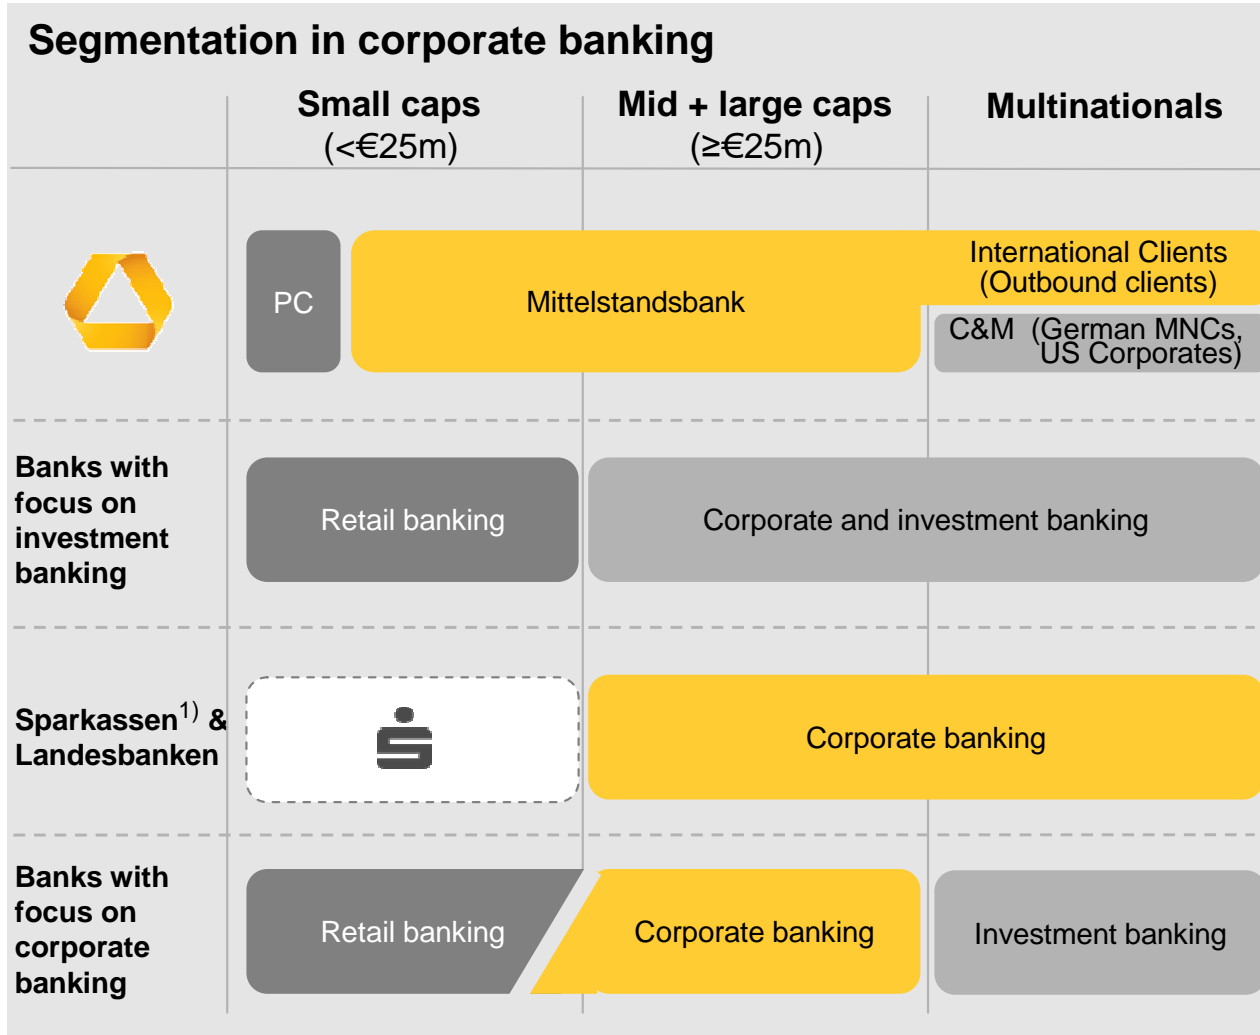 Segmentation in corporate banking
Small caps
(<€25m)
Mid + large caps
(≥€25m)
Multinationals
PC
Mittelstandsbank
International Clients
(Outbound clients)
C&M (German MNCs,
US Corporates)
Banks with
focus on
investment
banking
Retail banking
Corporate and investment banking
Sparkassen1) &
Landesbanken
Corporate banking
Banks with
focus on
corporate
banking
Retail banking
Corporate banking
Investment banking